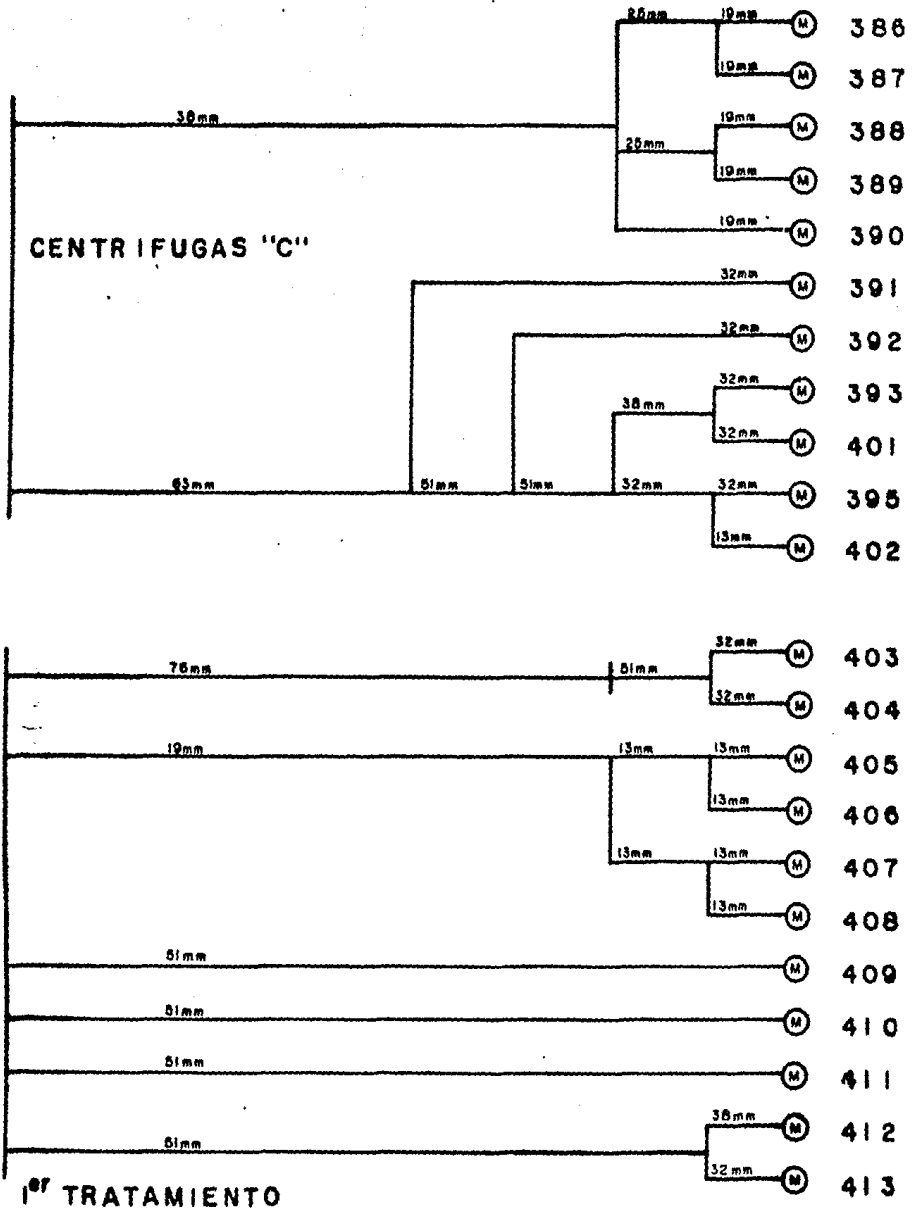 25mm 19mm M 386
19mm M 387
38mm 19mm M 388
25mm
19mm M 389
19mm M 390
CENTRIFUGAS "C"
32mm M 391
32mm M 392
32mm M 393
38mm
32mm M 401
63mm 51mm 51mm 32mm 32mm M 395
13mm M 402
32mm M 403
76mm 51mm
32mm M 404
19mm 13mm 13mm M 405
13mm M 406
13mm 13mm M 407
13mm M 408
51mm M 409
51mm M 410
51mm M 411
38mm M 412
51mm
32mm M 413
1er TRATAMIENTO